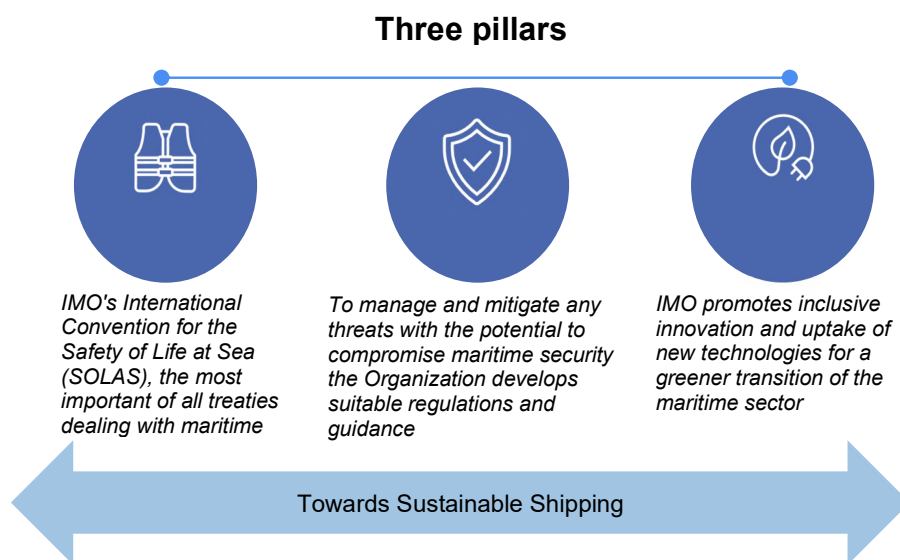 Three pillars
IMO's International
Convention for the
Safety of Life at Sea
(SOLAS), the most
important of all treaties
dealing with maritime
To manage and mitigate any
threats with the potential to
compromise maritime security
the Organization develops
suitable regulations and
guidance
IMO promotes inclusive
innovation and uptake of
new technologies for a
greener transition of the
maritime sector
Towards Sustainable Shipping